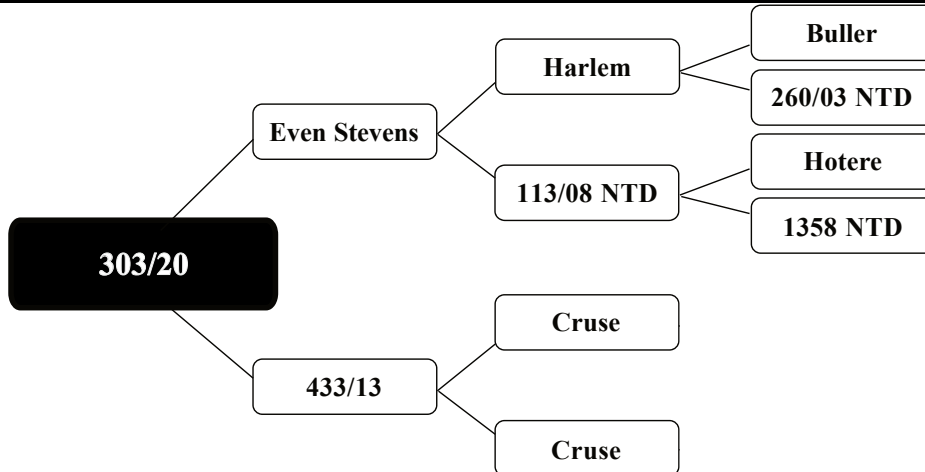 Buller
Harlem
260/03 NTD
Even Stevens
Hotere
113/08 NTD
1358 NTD
303/20
Cruse
433/13
Cruse